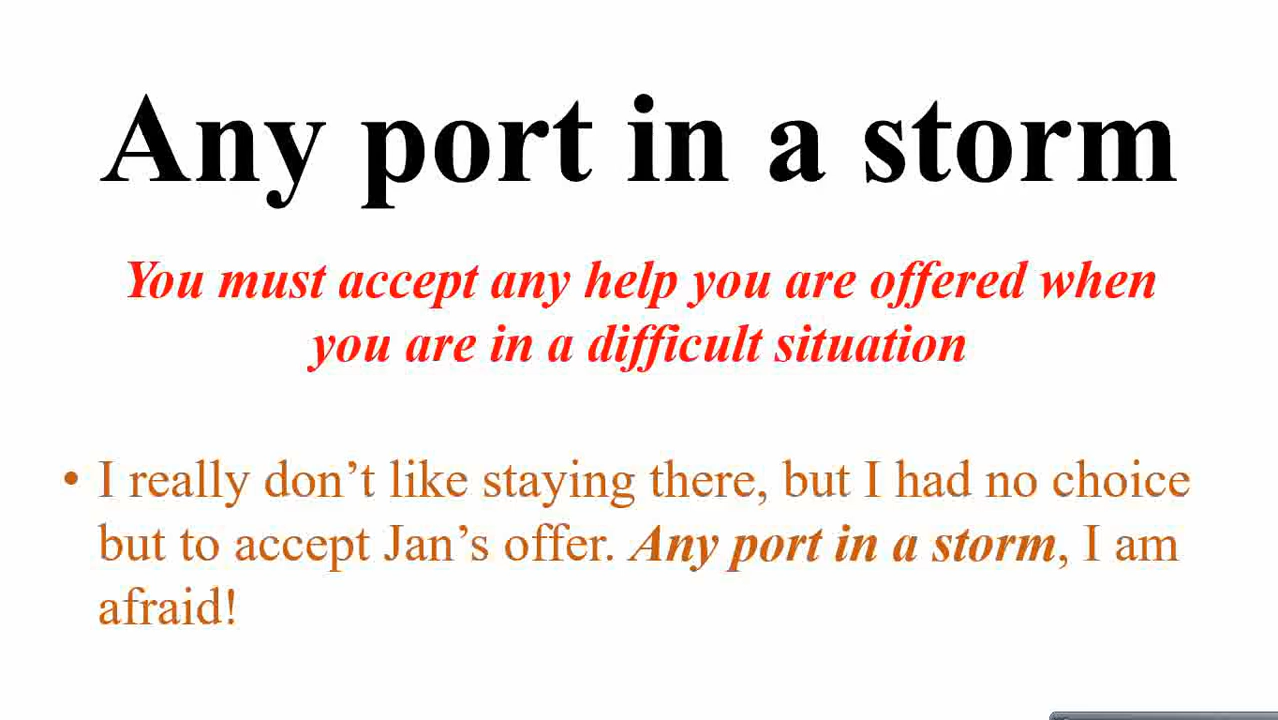 Any port in a storm
You must accept any help you are offered when
you are in a difficult situation
• I really don’t like staying there, but I had no choice
but to accept Jan’s offer. Any port in a storm, I am
afraid!